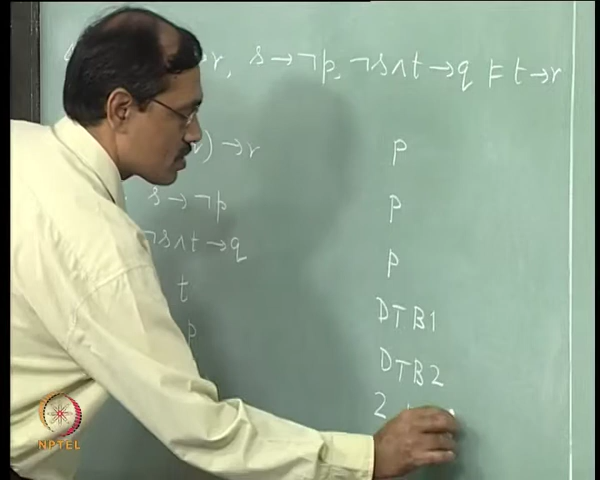 r, s → ¬p, ¬s∧t → q ⊨ t → r
) → r P
s → ¬p P
¬s∧t → q P
t DTB1
p DTB2
2
NPTEL